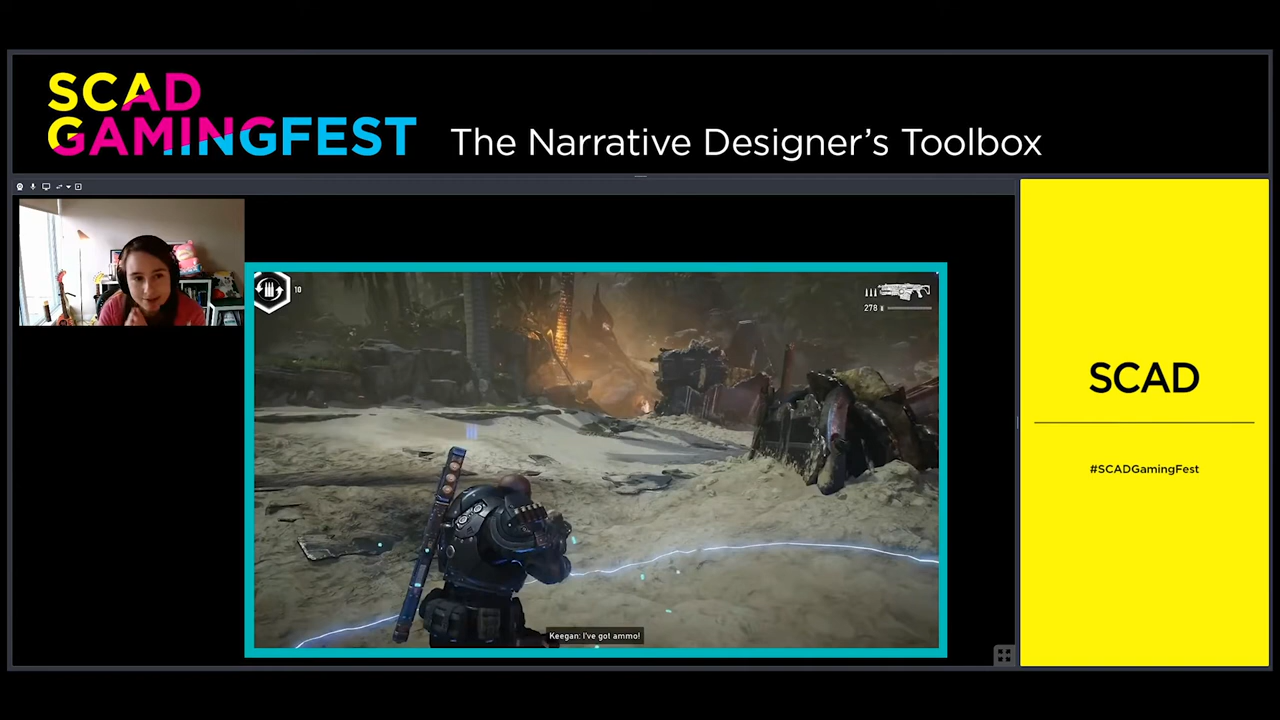 SCAD
GAMINGFEST
The Narrative Designer's Toolbox
10
278
Keegan: I've got ammo!
SCAD
#SCADGamingFest